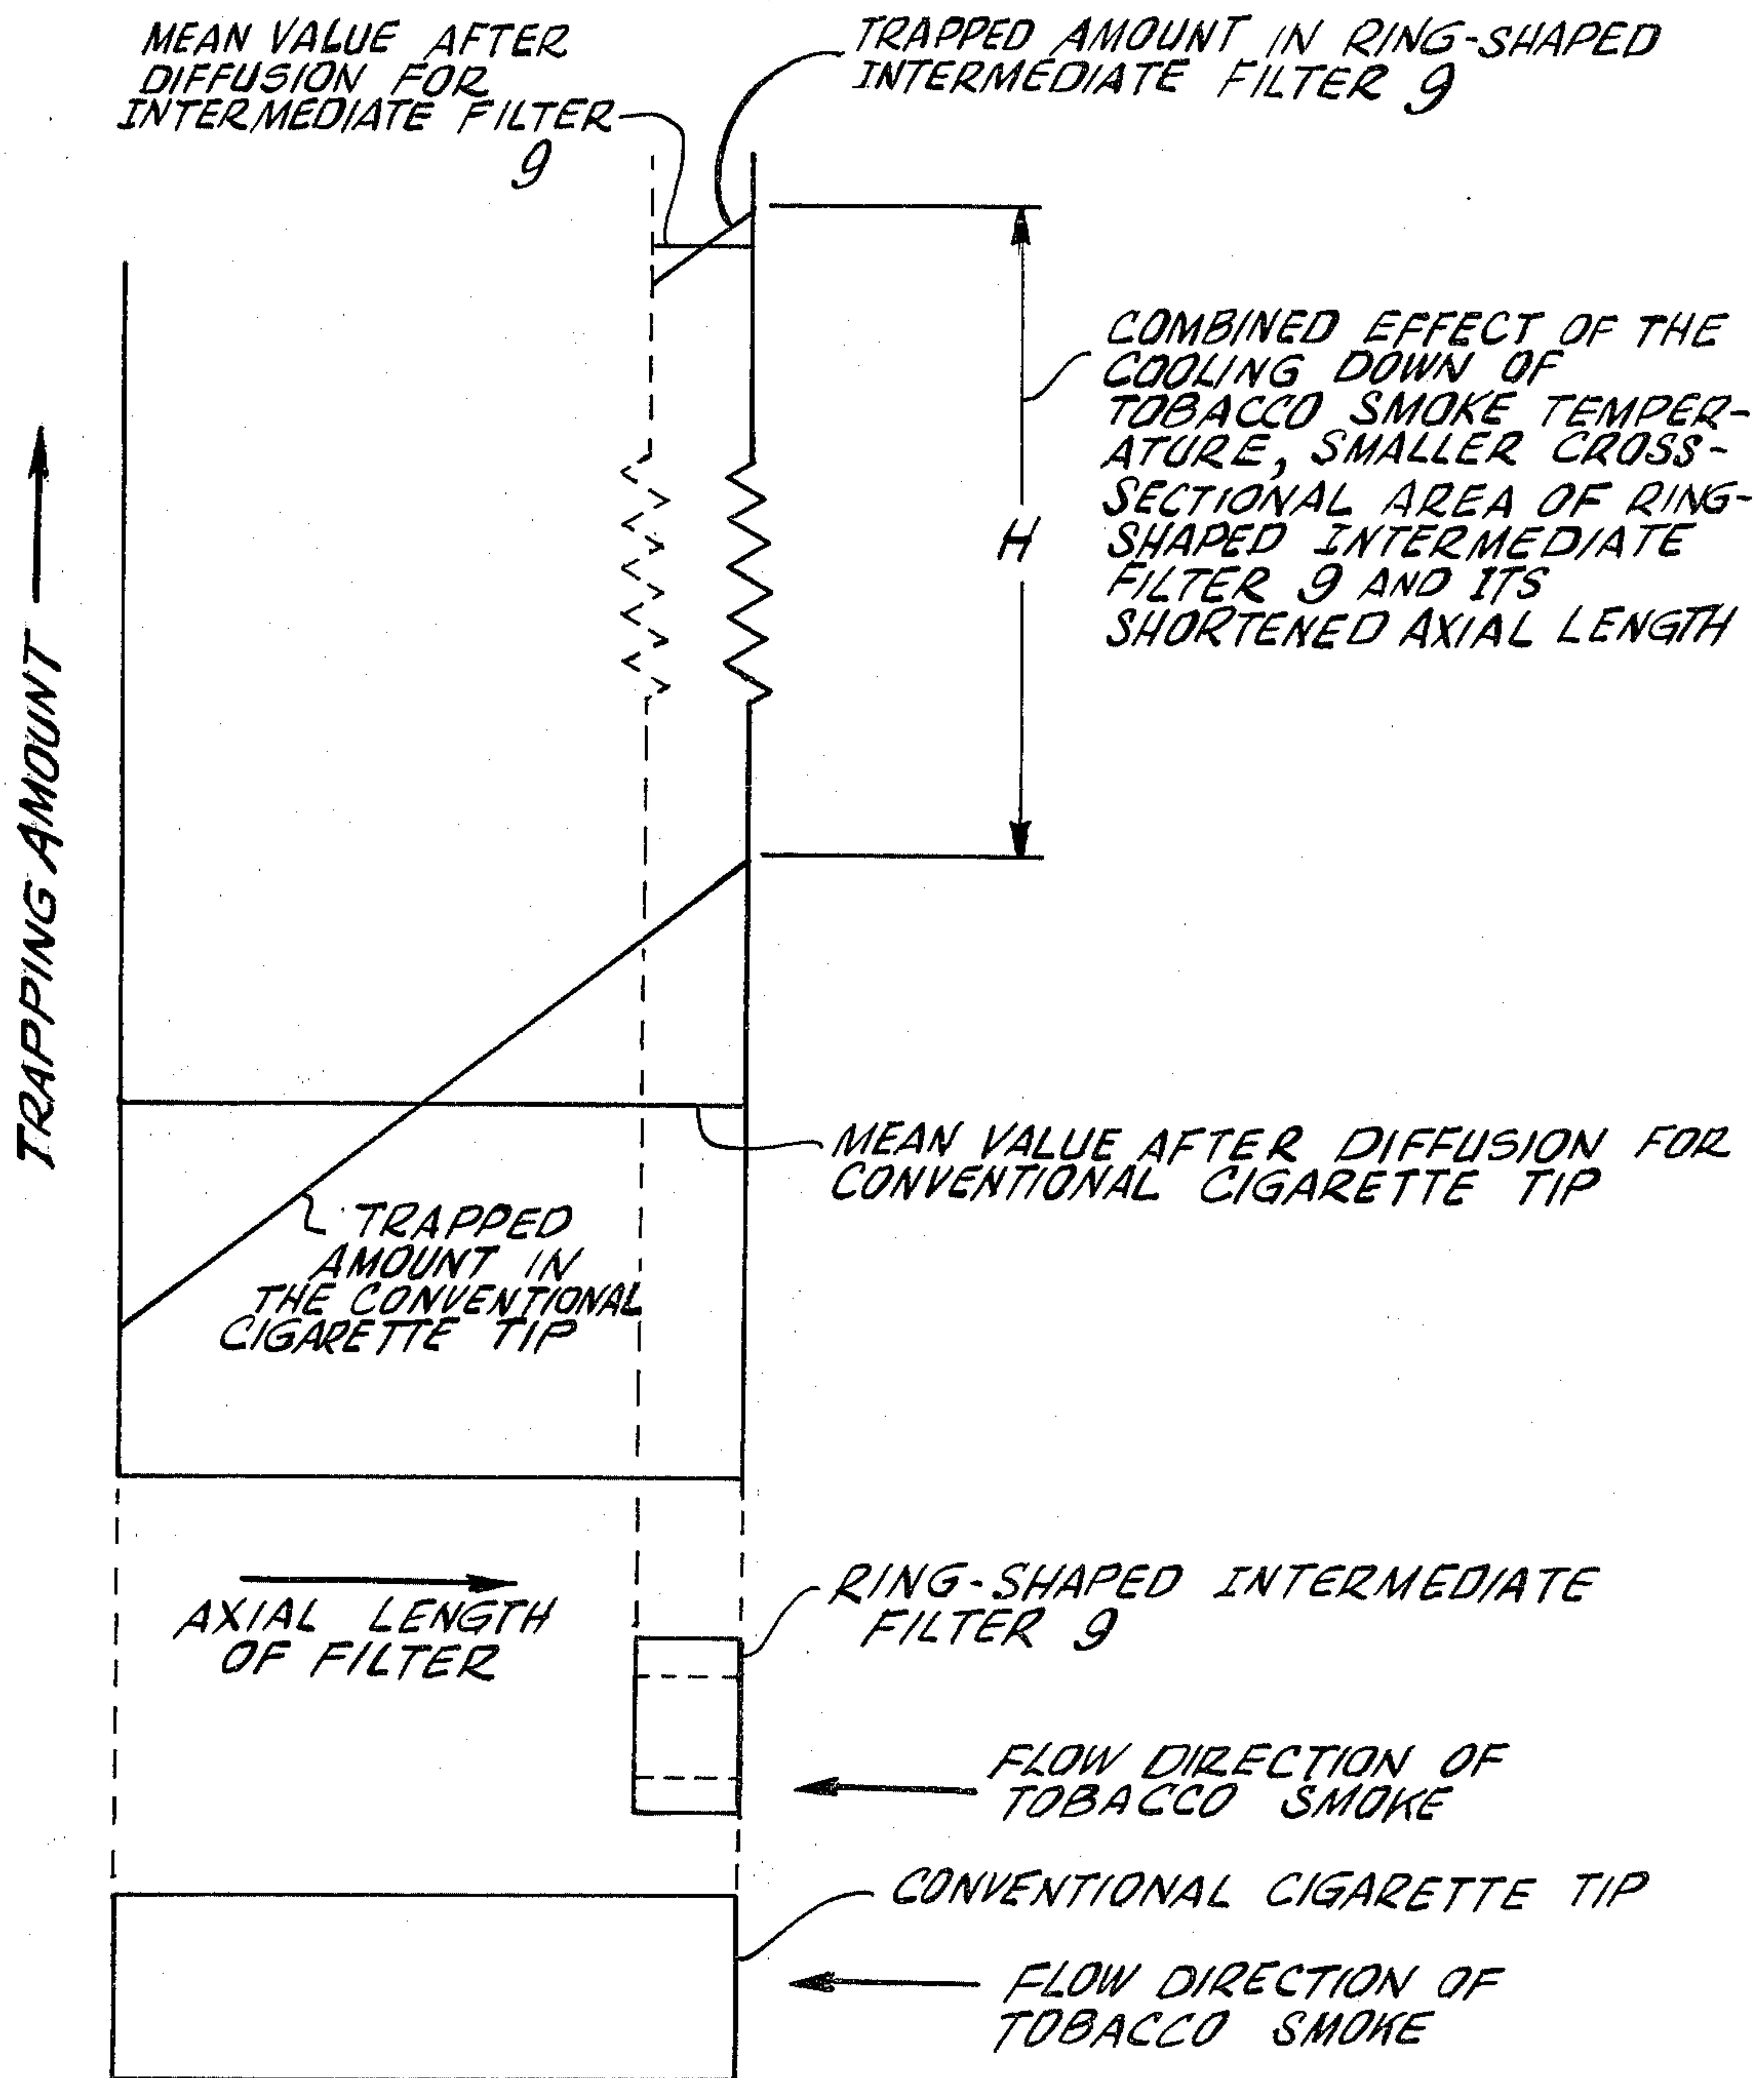 MEAN VALUE AFTER
DIFFUSION FOR
INTERMEDIATE FILTER
9
TRAPPED AMOUNT IN RING-SHAPED
INTERMEDIATE FILTER 9
COMBINED EFFECT OF THE
COOLING DOWN OF
TOBACCO SMOKE TEMPER-
ATURE, SMALLER CROSS-
SECTIONAL AREA OF RING-
SHAPED INTERMEDIATE
FILTER 9 AND ITS
SHORTENED AXIAL LENGTH
H
TRAPPING AMOUNT
MEAN VALUE AFTER DIFFUSION FOR
CONVENTIONAL CIGARETTE TIP
TRAPPED
AMOUNT IN
THE CONVENTIONAL
CIGARETTE TIP
AXIAL LENGTH
OF FILTER
RING-SHAPED INTERMEDIATE
FILTER 9
FLOW DIRECTION OF
TOBACCO SMOKE
CONVENTIONAL CIGARETTE TIP
FLOW DIRECTION OF
TOBACCO SMOKE